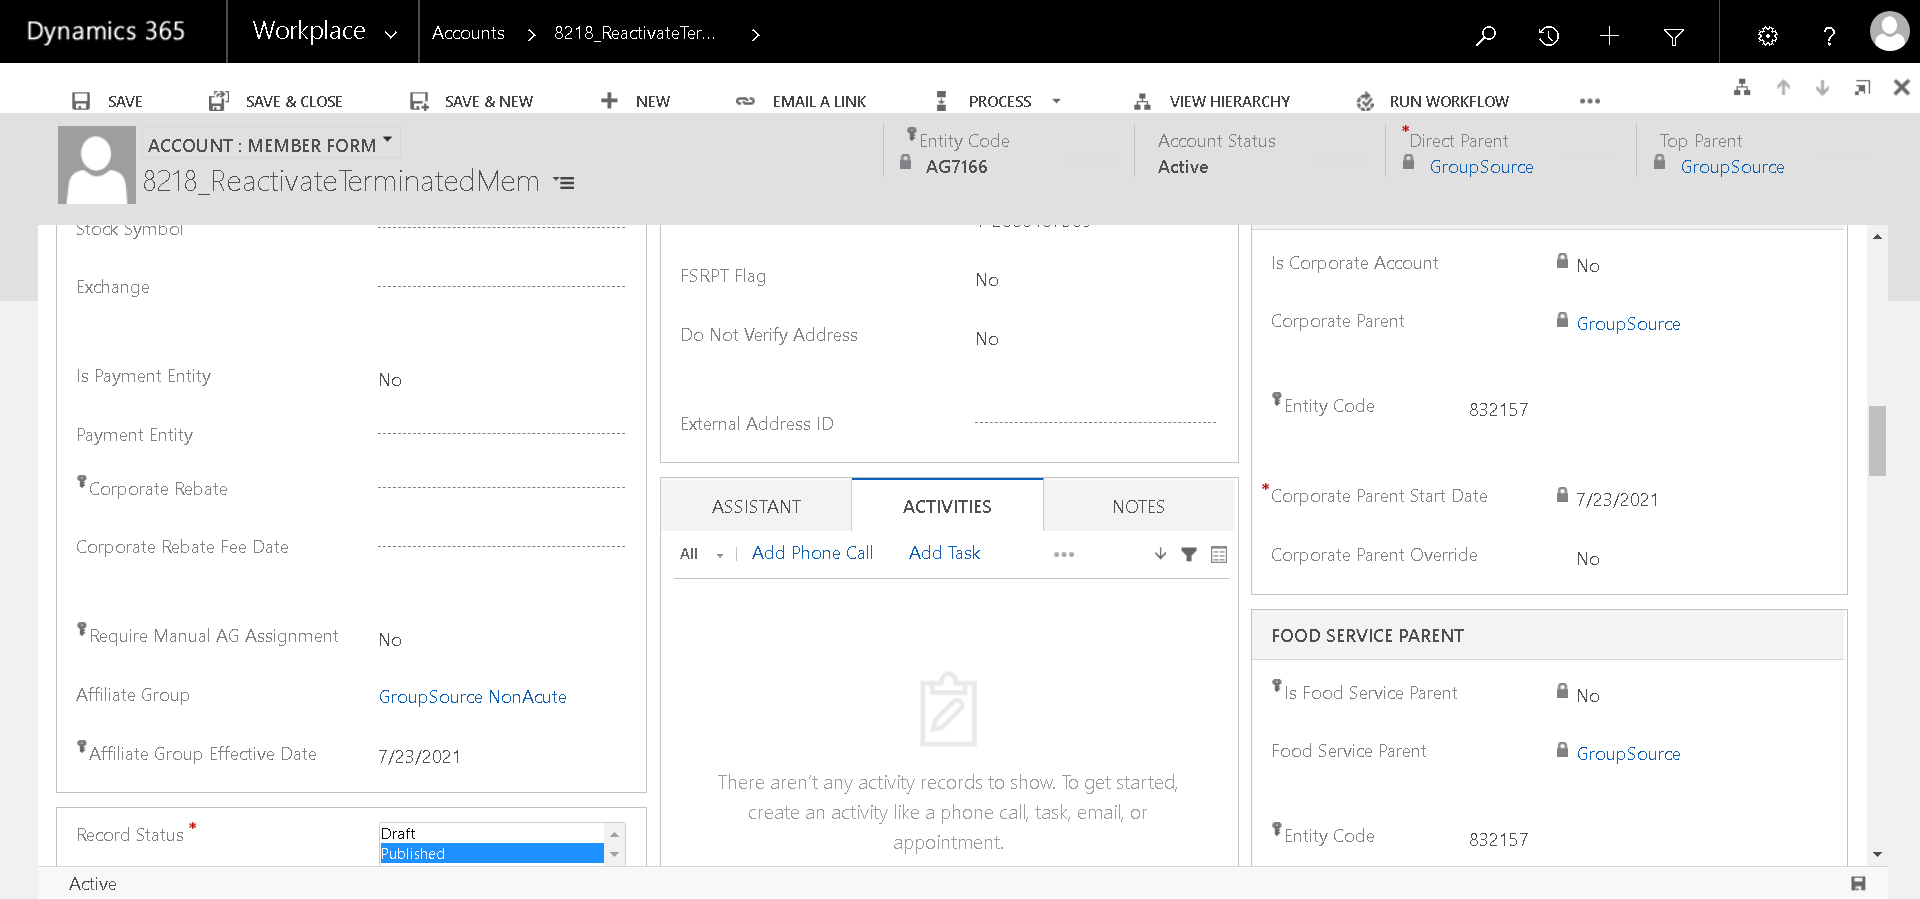 Dynamics 365
Workplace
Accounts
8218_ReactivateTer...
SAVE
SAVE & CLOSE
SAVE & NEW
NEW
EMAIL A LINK
PROCESS
VIEW HIERARCHY
RUN WORKFLOW
ACCOUNT : MEMBER FORM
8218_ReactivateTerminatedMem
Entity Code
AG7166
Account Status
Active
*Direct Parent
GroupSource
Top Parent
GroupSource
Stock Symbol
Exchange
Is Payment Entity No
Payment Entity
Corporate Rebate
Corporate Rebate Fee Date
Require Manual AG Assignment No
Affiliate Group GroupSource NonAcute
Affiliate Group Effective Date 7/23/2021
Record Status *
Draft
Published
FSRPT Flag No
Do Not Verify Address No
External Address ID
ASSISTANT
ACTIVITIES
NOTES
All
Add Phone Call
Add Task
There aren't any activity records to show. To get started,
create an activity like a phone call, task, email, or
appointment.
Is Corporate Account No
Corporate Parent GroupSource
Entity Code 832157
*Corporate Parent Start Date 7/23/2021
Corporate Parent Override No
FOOD SERVICE PARENT
Is Food Service Parent No
Food Service Parent GroupSource
Entity Code 832157
Active